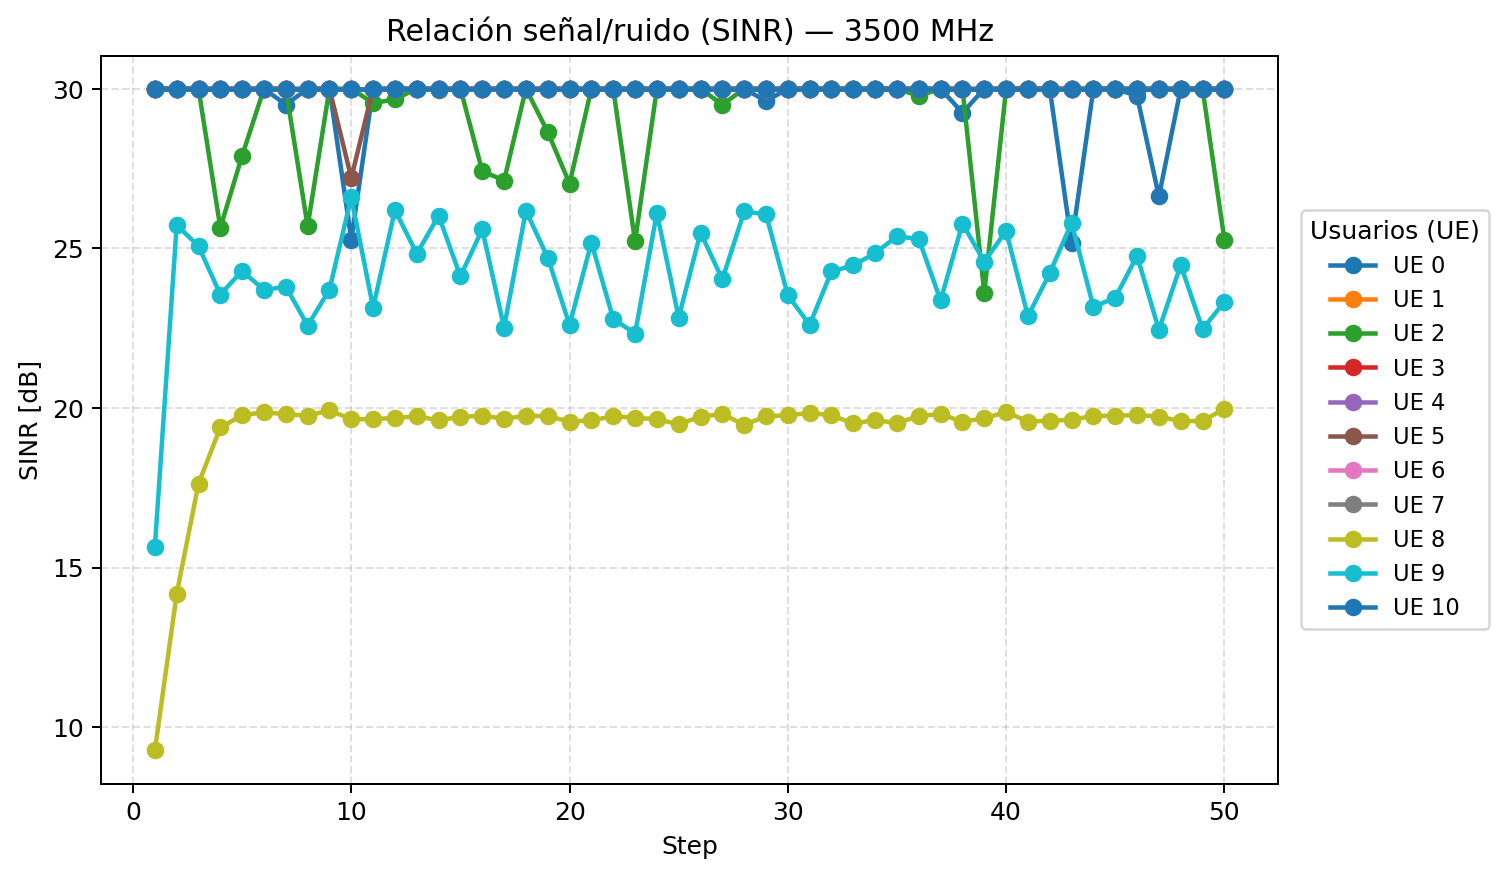 Relación señal/ruido (SINR) — 3500 MHz
SINR [dB]
30
25
20
15
10
0
10
20
30
40
50
Step
Usuarios (UE)
UE 0
UE 1
UE 2
UE 3
UE 4
UE 5
UE 6
UE 7
UE 8
UE 9
UE 10